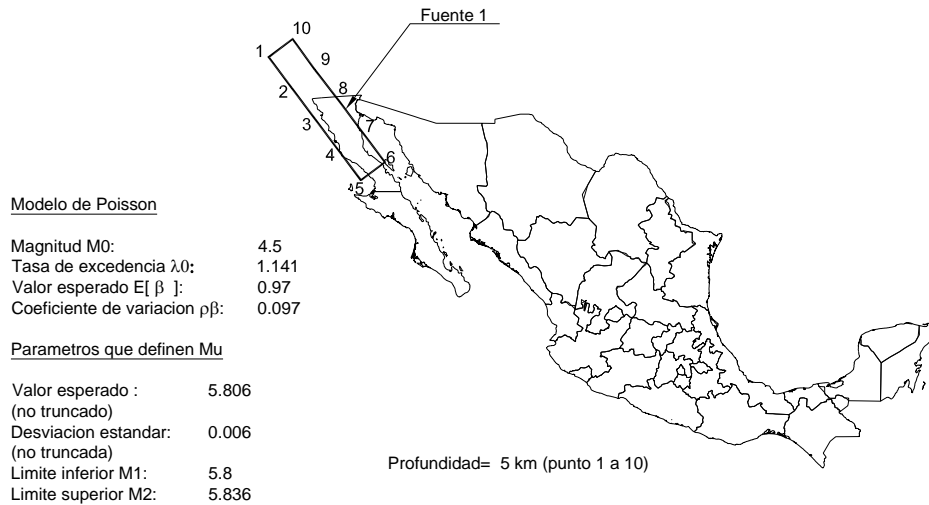 Fuente 1
10
1
9
2
8
3
7
4
6
5
Modelo de Poisson
Magnitud M0: 4.5
Tasa de excedencia λ0: 1.141
Valor esperado E[ β ]: 0.97
Coeficiente de variacion ρβ: 0.097
Parametros que definen Mu
Valor esperado : 5.806
(no truncado)
Desviacion estandar: 0.006
(no truncada)
Limite inferior M1: 5.8
Limite superior M2: 5.836
Profundidad= 5 km (punto 1 a 10)